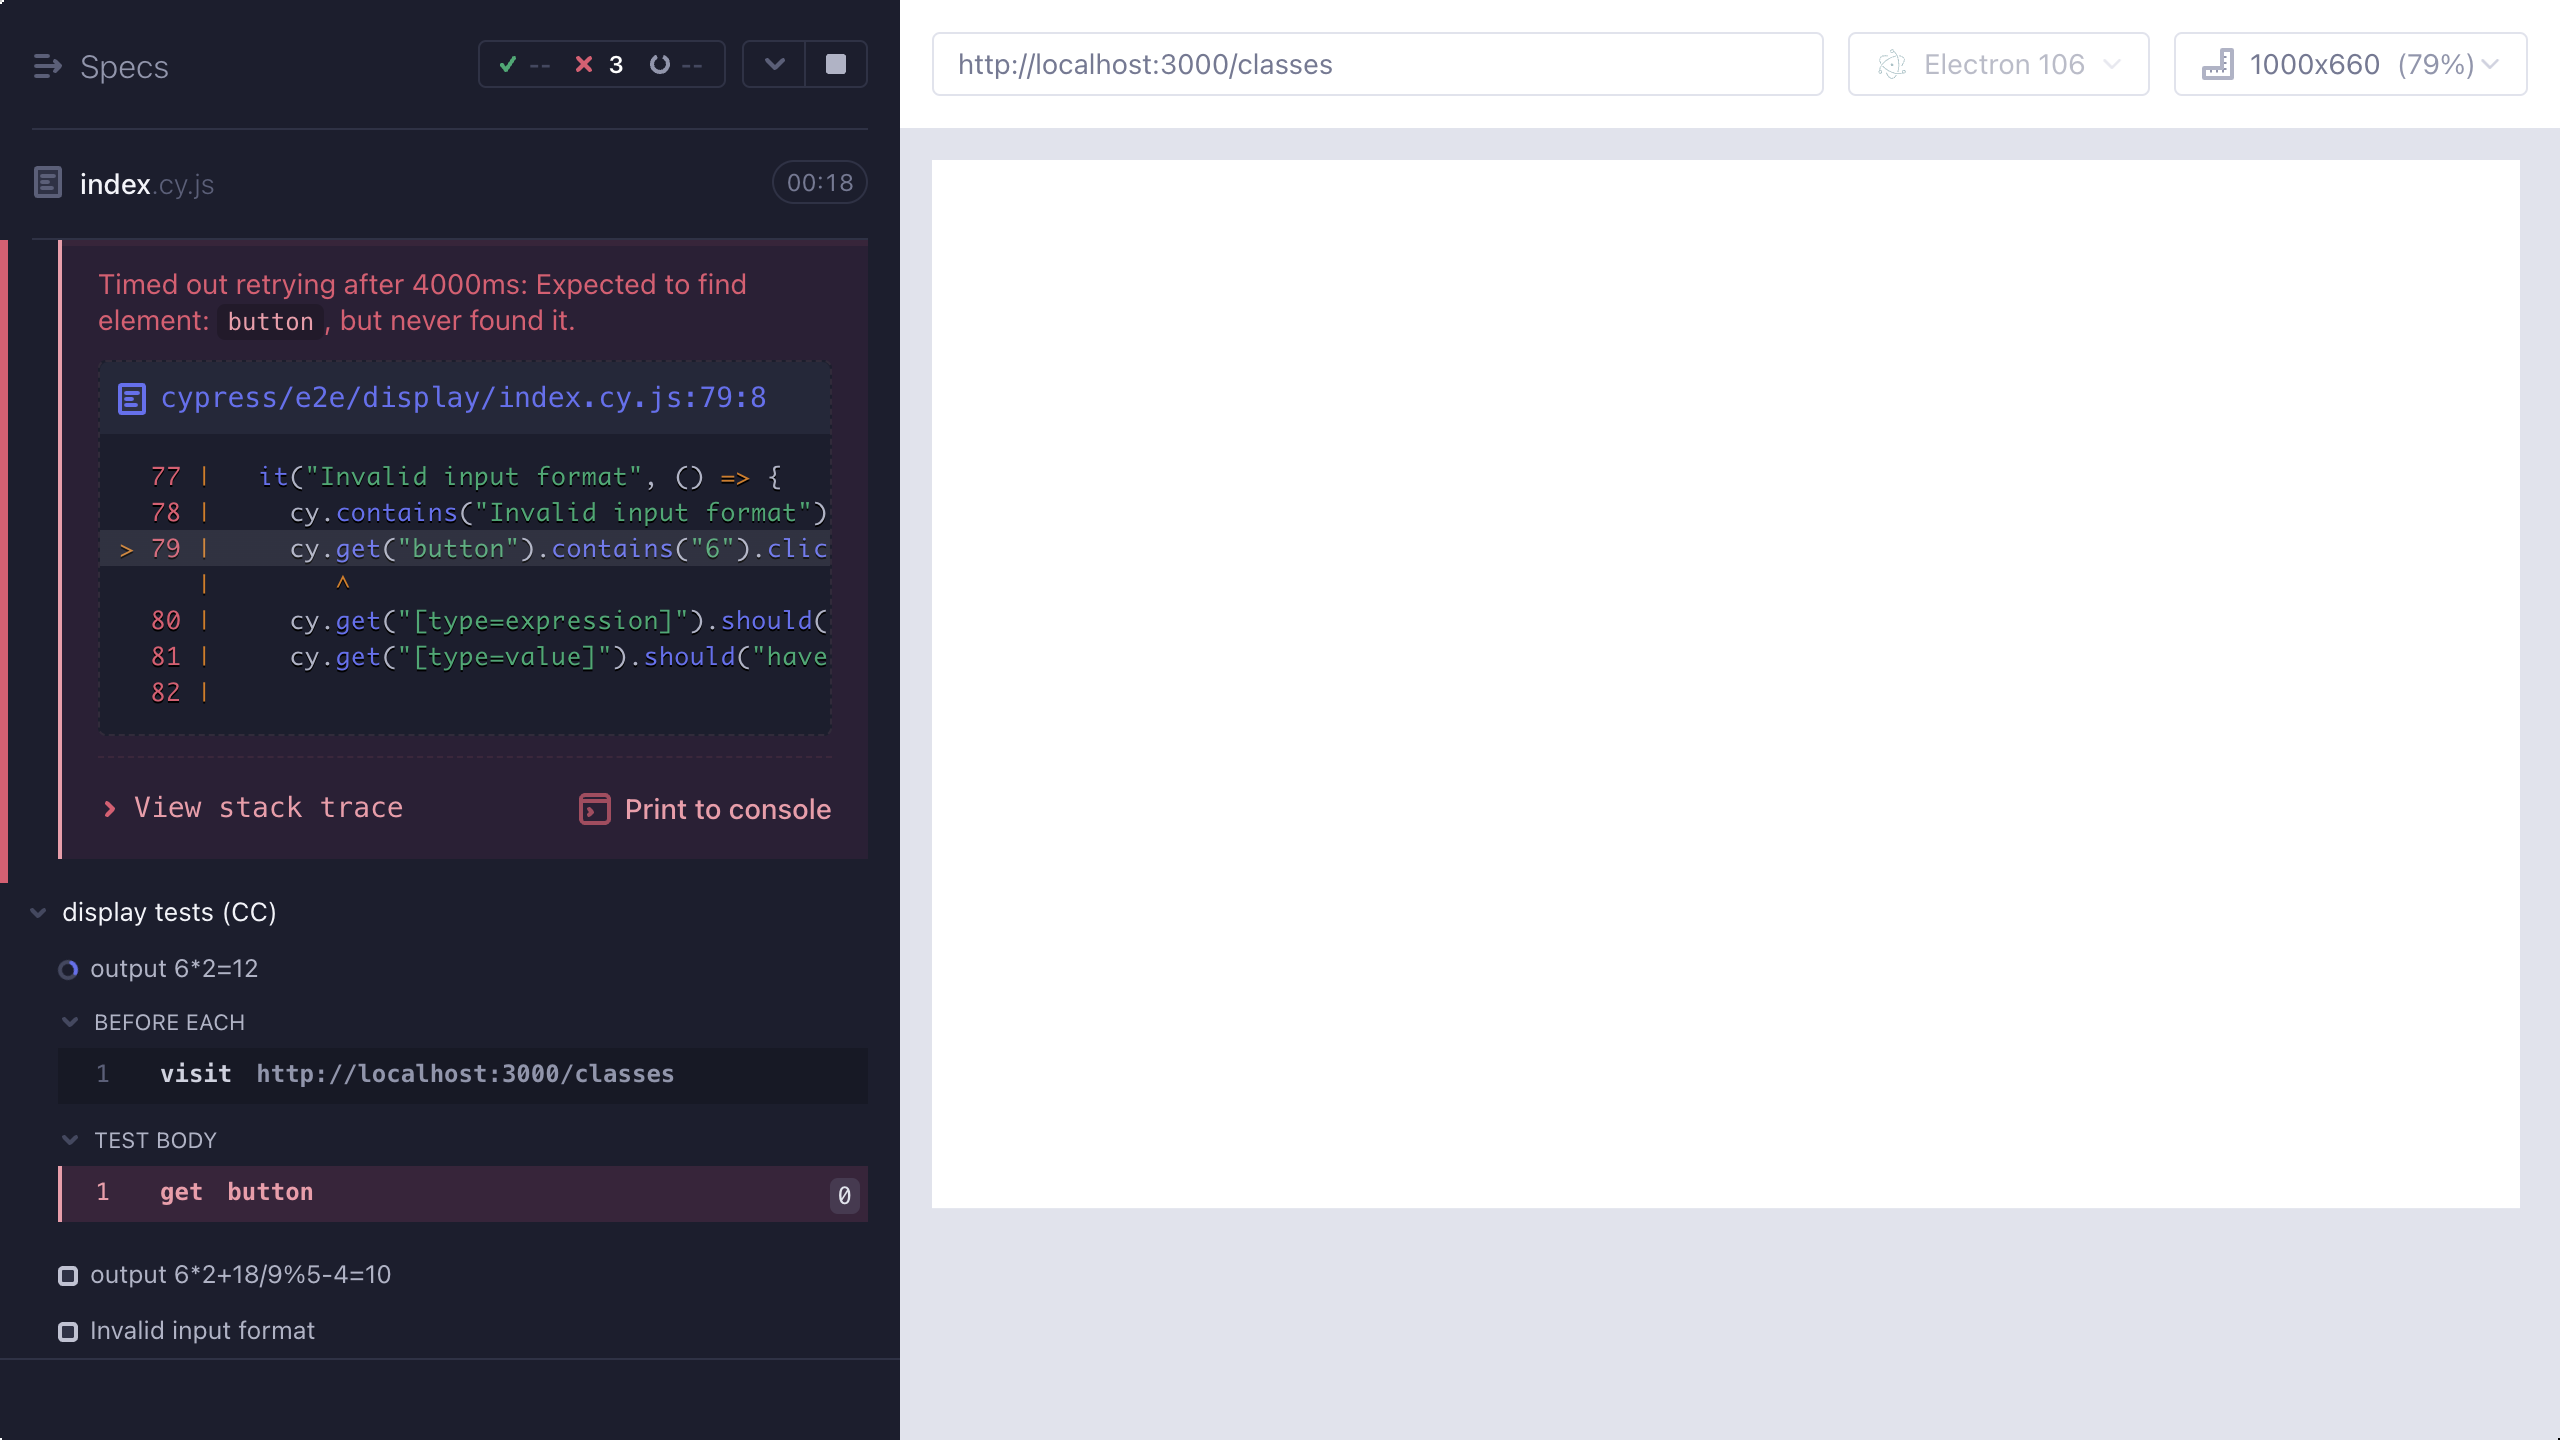 Specs
-- 3 --
index.cy.js
00:18
Timed out retrying after 4000ms: Expected to find
element: button, but never found it.
cypress/e2e/display/index.cy.js:79:8
77 | it("Invalid input format", () => {
78 | cy.contains("Invalid input format")
> 79 | cy.get("button").contains("6").clic
| ^
80 | cy.get("[type=expression]").should(
81 | cy.get("[type=value]").should("have
82 |
View stack trace
Print to console
display tests (CC)
output 6*2=12
BEFORE EACH
1 visit http://localhost:3000/classes
TEST BODY
1 get button 0
output 6*2+18/9%5-4=10
Invalid input format
http://localhost:3000/classes
Electron 106
1000x660 (79%)